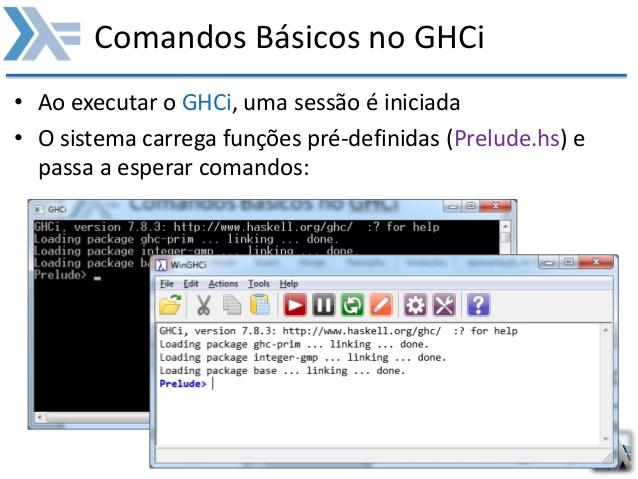 Comandos Básicos no GHCi
• Ao executar o GHCi, uma sessão é iniciada
• O sistema carrega funções pré-definidas (Prelude.hs) e
passa a esperar comandos:
GHCi
GHCi, version 7.8.3: http://www.haskell.org/ghc/  :? for help
Loading package ghc-prim ... linking ... done.
Loading package integer-gmp ... linking ... done.
Loading package ba
Prelude> _
WinGHCi
File Edit Actions Tools Help
GHCi, version 7.8.3: http://www.haskell.org/ghc/  :? for help
Loading package ghc-prim ... linking ... done.
Loading package integer-gmp ... linking ... done.
Loading package base ... linking ... done.
Prelude>